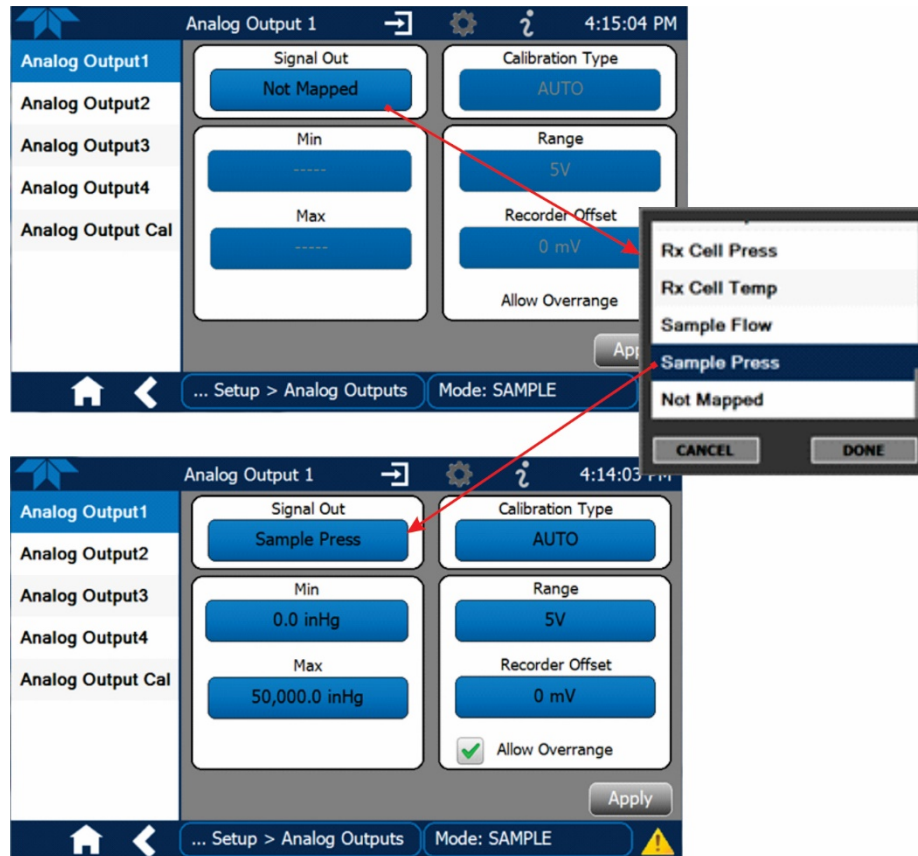 Analog Output 1
4:15:04 PM
Analog Output1
Analog Output2
Analog Output3
Analog Output4
Analog Output Cal
Signal Out
Not Mapped
Min
-----
Max
-----
Calibration Type
AUTO
Range
5V
Recorder Offset
0 mV
Allow Overrange
... Setup > Analog Outputs
Mode: SAMPLE
Rx Cell Press
Rx Cell Temp
Sample Flow
Sample Press
Not Mapped
CANCEL
DONE
Analog Output 1
4:14:03
Analog Output1
Analog Output2
Analog Output3
Analog Output4
Analog Output Cal
Signal Out
Sample Press
Min
0.0 inHg
Max
50,000.0 inHg
Calibration Type
AUTO
Range
5V
Recorder Offset
0 mV
Allow Overrange
Apply
... Setup > Analog Outputs
Mode: SAMPLE